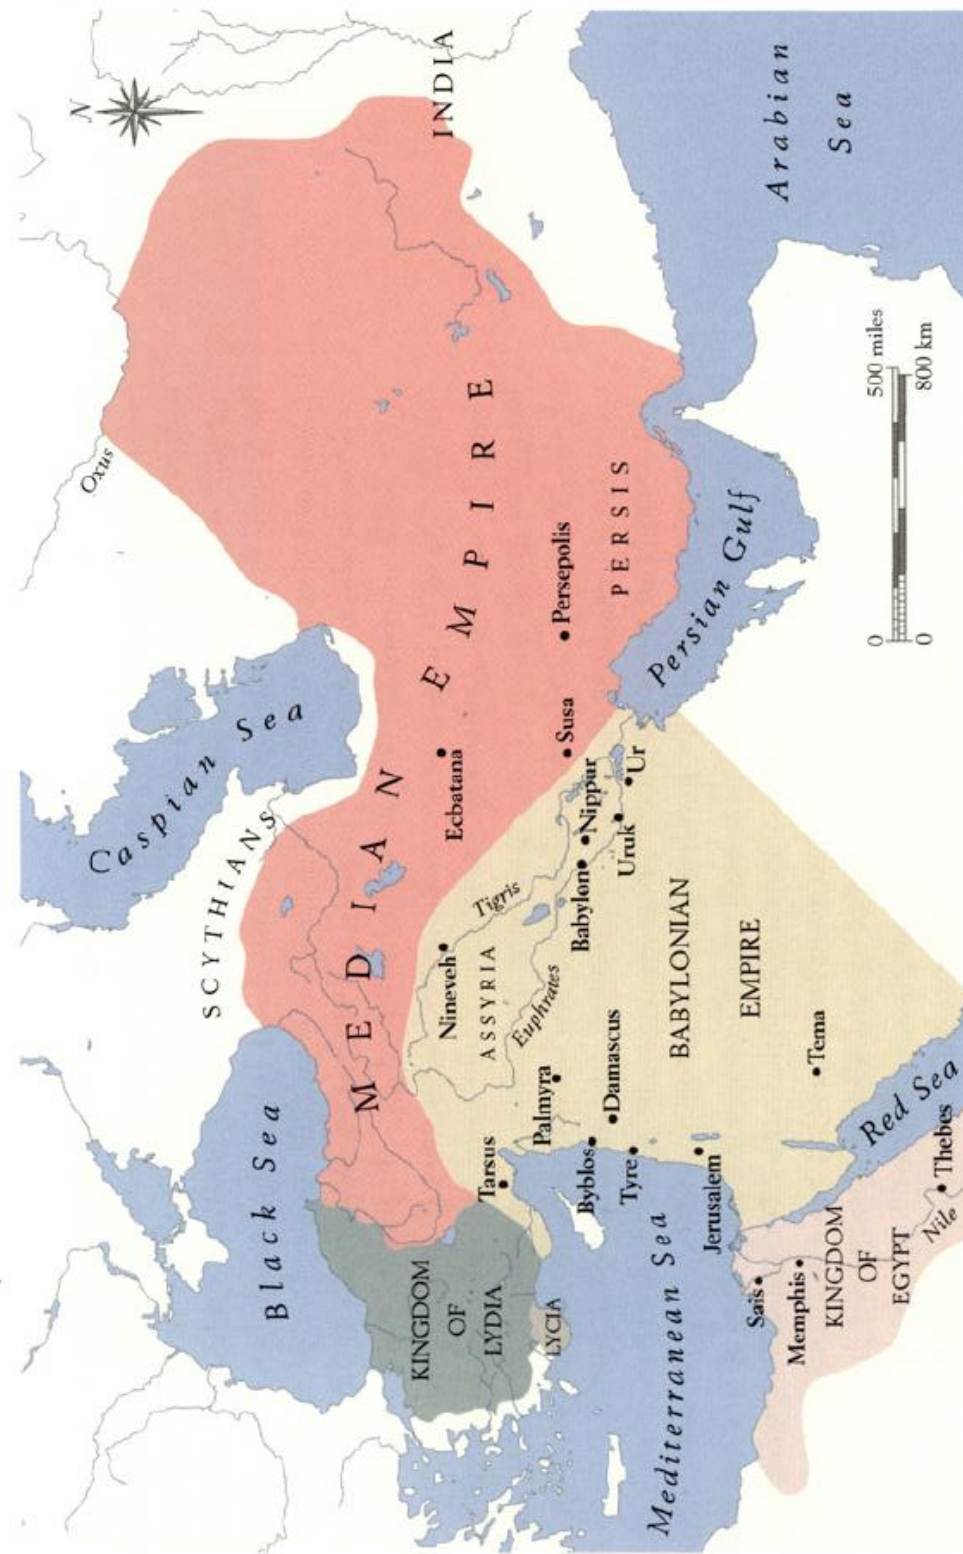 N
Oxus
INDIA
Caspian Sea
SCYTHIANS
Black Sea
MEDIAN EMPIRE
Ecbatana
Susa
Persepolis
PERSIS
Persian Gulf
Arabian
Sea
KINGDOM
OF
LYDIA
LYCIA
Tarsus
Nineveh
ASSYRIA
Tigris
Euphrates
Palmyra
Byblos
Damascus
Tyre
Jerusalem
Babylon
Nippur
Uruk
Ur
BABYLONIAN
EMPIRE
Tema
Mediterranean Sea
Red Sea
Sais
Memphis
KINGDOM
OF
EGYPT
Nile
Thebes
0 500 miles
0 800 km